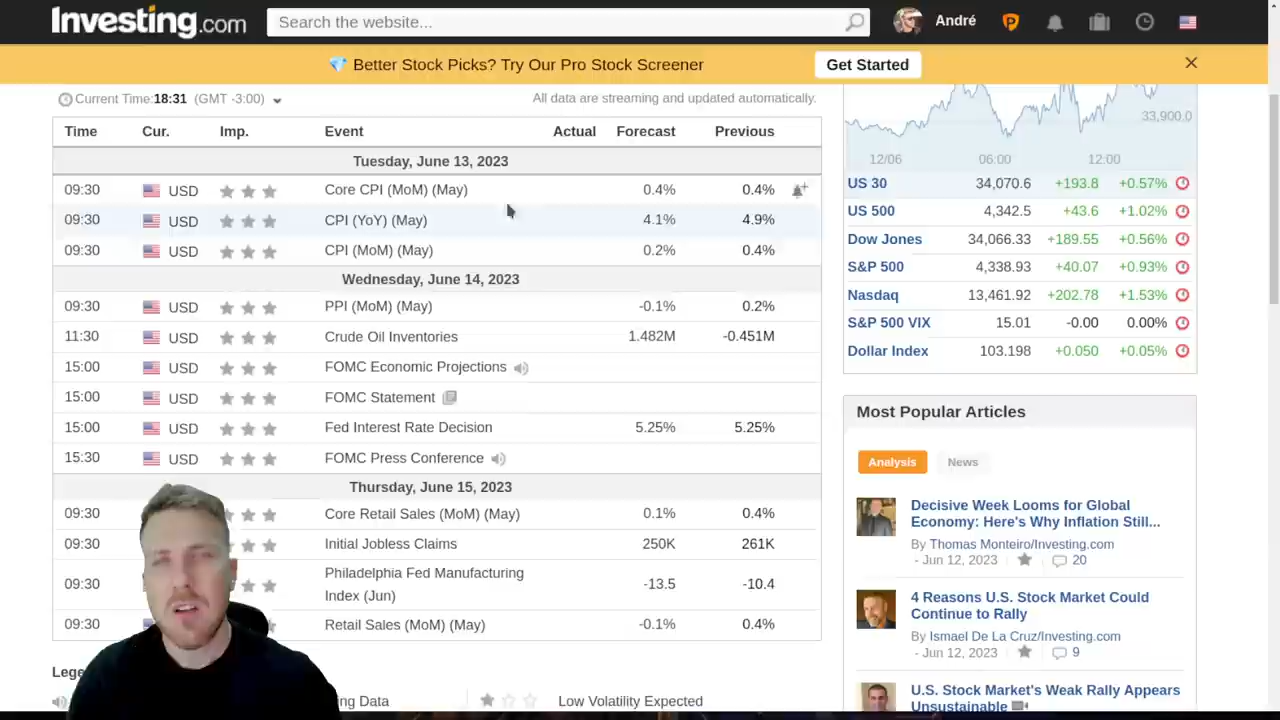 Investing.com
Search the website...
André
Better Stock Picks? Try Our Pro Stock Screener
Get Started
Current Time:18:31 (GMT -3:00)
All data are streaming and updated automatically.
Time Cur. Imp. Event Actual Forecast Previous
Tuesday, June 13, 2023
09:30 USD Core CPI (MoM) (May) 0.4% 0.4%
09:30 USD CPI (YoY) (May) 4.1% 4.9%
09:30 USD CPI (MoM) (May) 0.2% 0.4%
Wednesday, June 14, 2023
09:30 USD PPI (MoM) (May) -0.1% 0.2%
11:30 USD Crude Oil Inventories 1.482M -0.451M
15:00 USD FOMC Economic Projections
15:00 USD FOMC Statement
15:00 USD Fed Interest Rate Decision 5.25% 5.25%
15:30 USD FOMC Press Conference
Thursday, June 15, 2023
09:30 Core Retail Sales (MoM) (May) 0.1% 0.4%
09:30 Initial Jobless Claims 250K 261K
09:30 Philadelphia Fed Manufacturing Index (Jun) -13.5 -10.4
09:30 Retail Sales (MoM) (May) -0.1% 0.4%
Low Volatility Expected
33,900.0
12/06 06:00 12:00
US 30 34,070.6 +193.8 +0.57%
US 500 4,342.5 +43.6 +1.02%
Dow Jones 34,066.33 +189.55 +0.56%
S&P 500 4,338.93 +40.07 +0.93%
Nasdaq 13,461.92 +202.78 +1.53%
S&P 500 VIX 15.01 -0.00 0.00%
Dollar Index 103.198 +0.050 +0.05%
Most Popular Articles
Analysis News
Decisive Week Looms for Global
Economy: Here's Why Inflation Still...
By Thomas Monteiro/Investing.com
- Jun 12, 2023 20
4 Reasons U.S. Stock Market Could
Continue to Rally
By Ismael De La Cruz/Investing.com
- Jun 12, 2023 9
U.S. Stock Market's Weak Rally Appears
Unsustainable